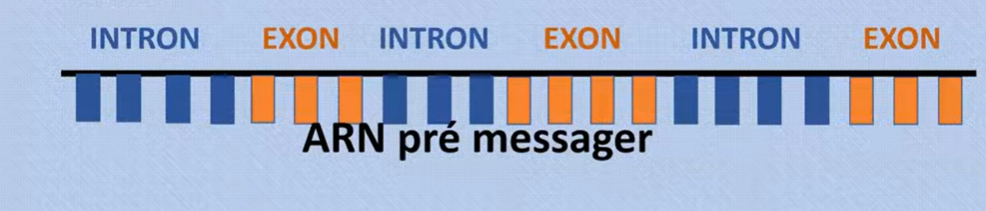 INTRON EXON INTRON EXON INTRON EXON
ARN pré messager